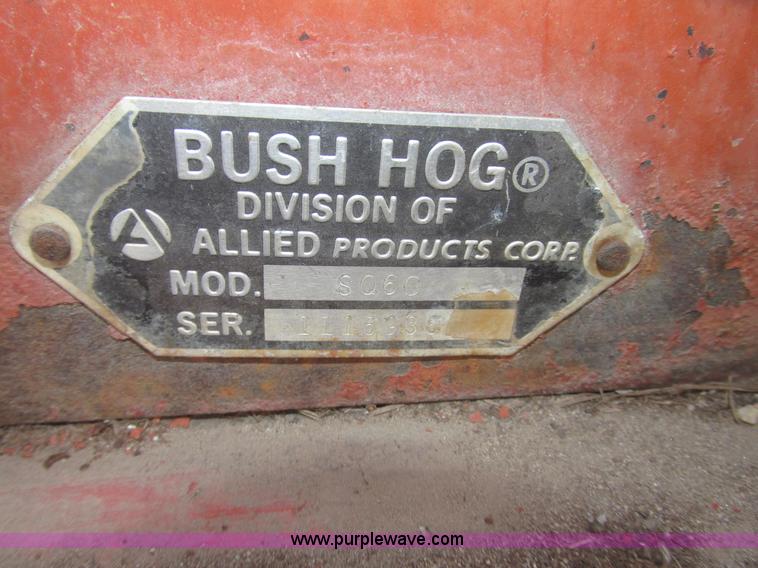 BUSH HOG®
DIVISION OF
ALLIED PRODUCTS CORP.
MOD. SQ60
SER.
www.purplewave.com